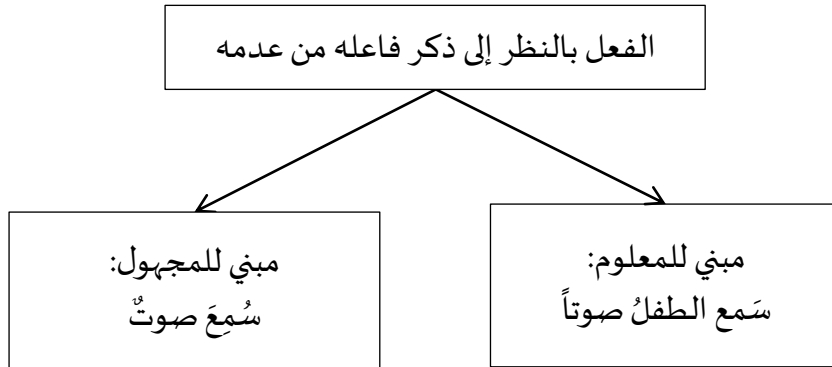 الفعل بالنظر إلى ذكر فاعله من عدمه
مبني للمعلوم:
سَمع الطفلُ صوتاً
مبني للمجهول:
سُمِعَ صوتٌ